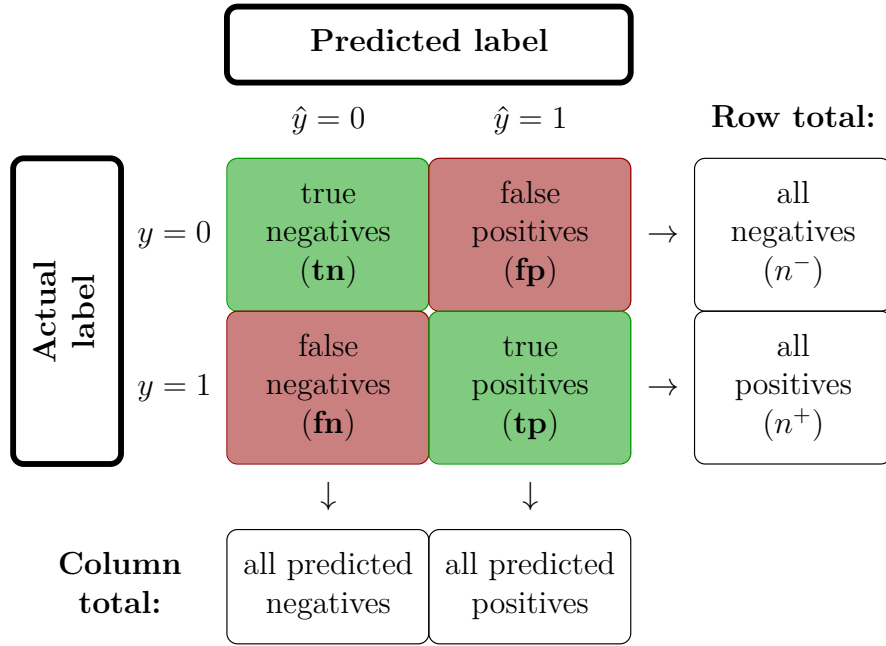 Predicted label
ŷ = 0 ŷ = 1 Row total:
Actual
label
y = 0
true
negatives
(tn)
false
positives
(fp)
→
all
negatives
(n⁻)
y = 1
false
negatives
(fn)
true
positives
(tp)
→
all
positives
(n⁺)
↓ ↓
Column
total:
all predicted
negatives
all predicted
positives